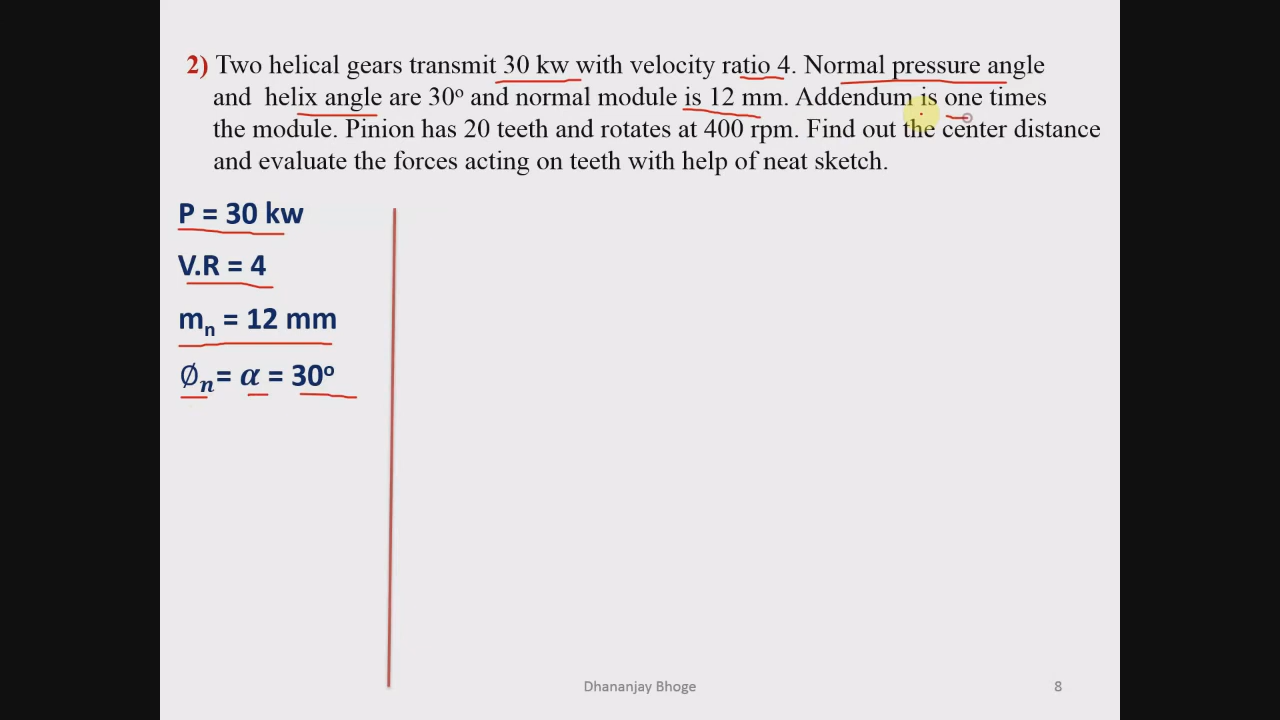 2) Two helical gears transmit 30 kw with velocity ratio 4. Normal pressure angle
and helix angle are 30° and normal module is 12 mm. Addendum is one times
the module. Pinion has 20 teeth and rotates at 400 rpm. Find out the center distance
and evaluate the forces acting on teeth with help of neat sketch.
P = 30 kw
V.R = 4
mₙ = 12 mm
∅ₙ= α = 30°
Dhananjay Bhoge 8